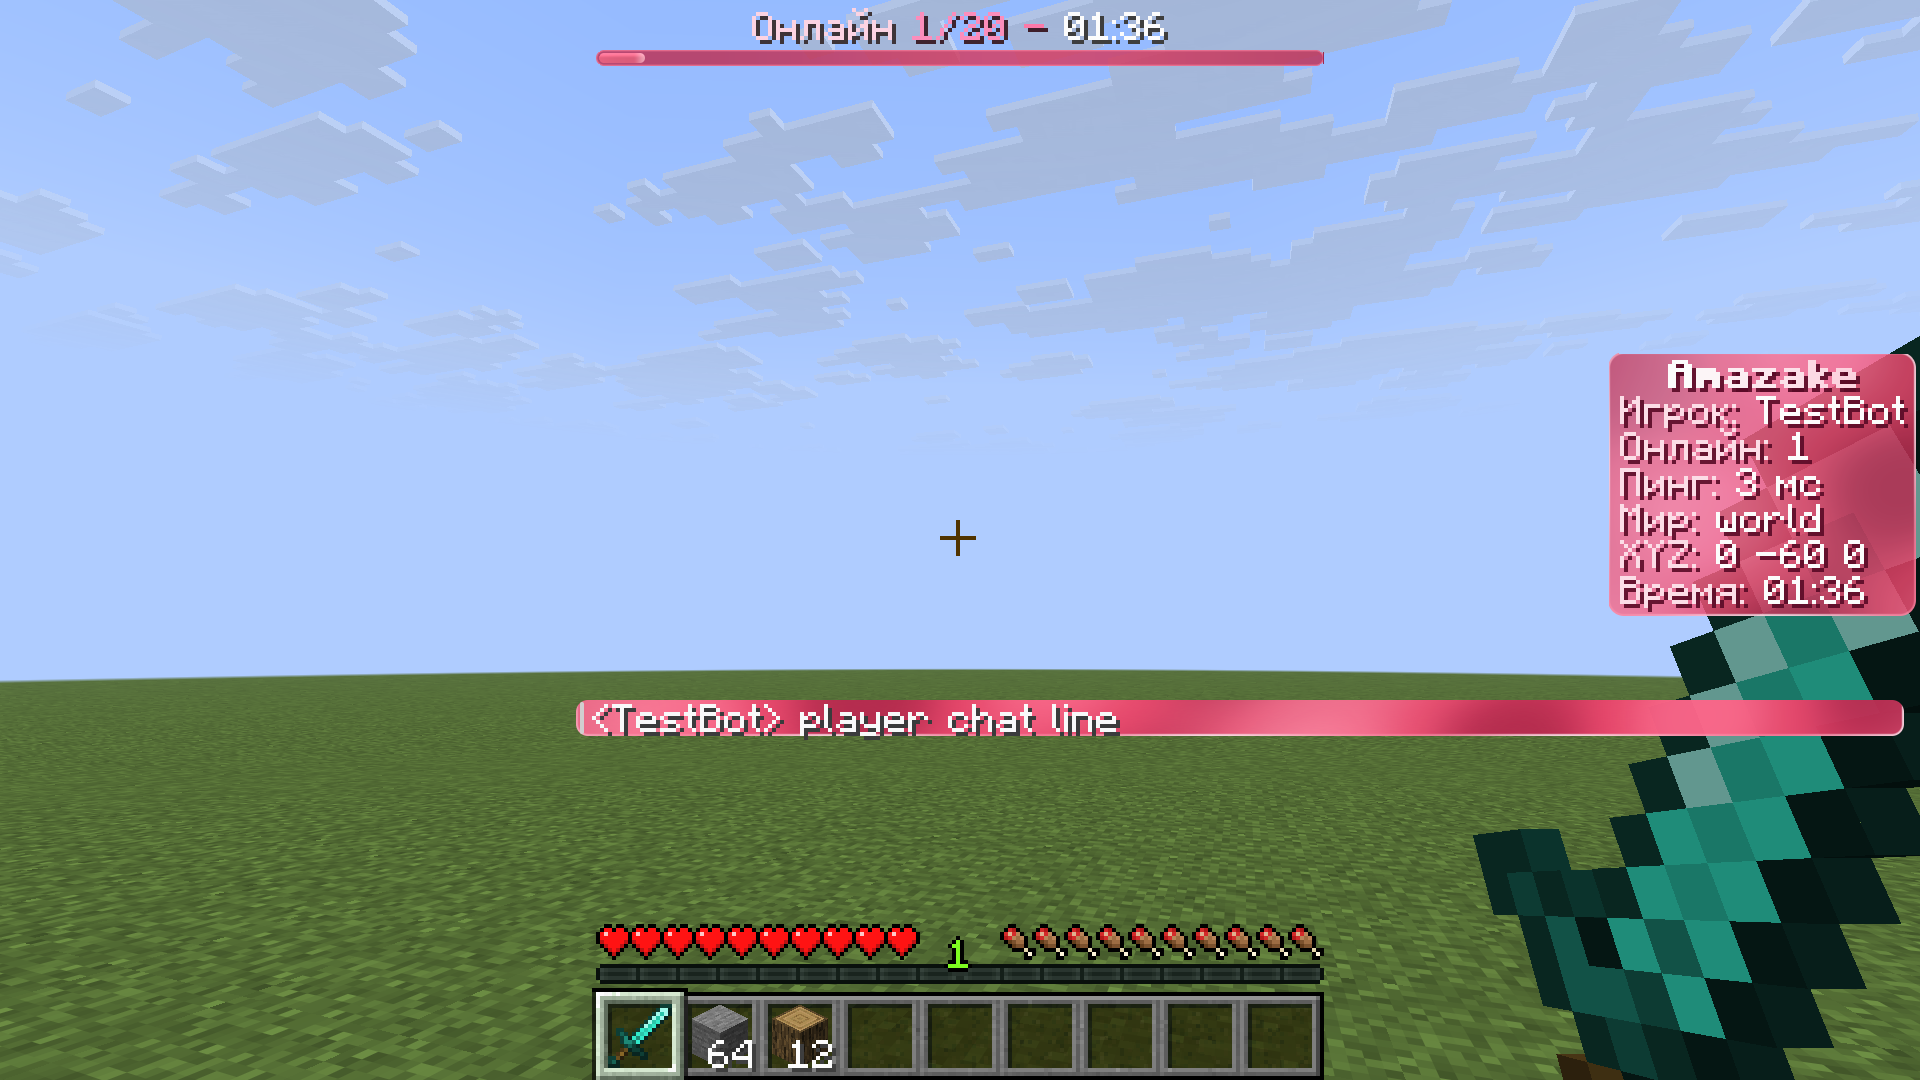 Онлайн 1/20 - 01:36
Amazake
Игрок: TestBot
Онлайн: 1
Пинг: 3 мс
Мир: world
XYZ: 0 -60 0
Время: 01:36
<TestBot> player chat line
1
64 12